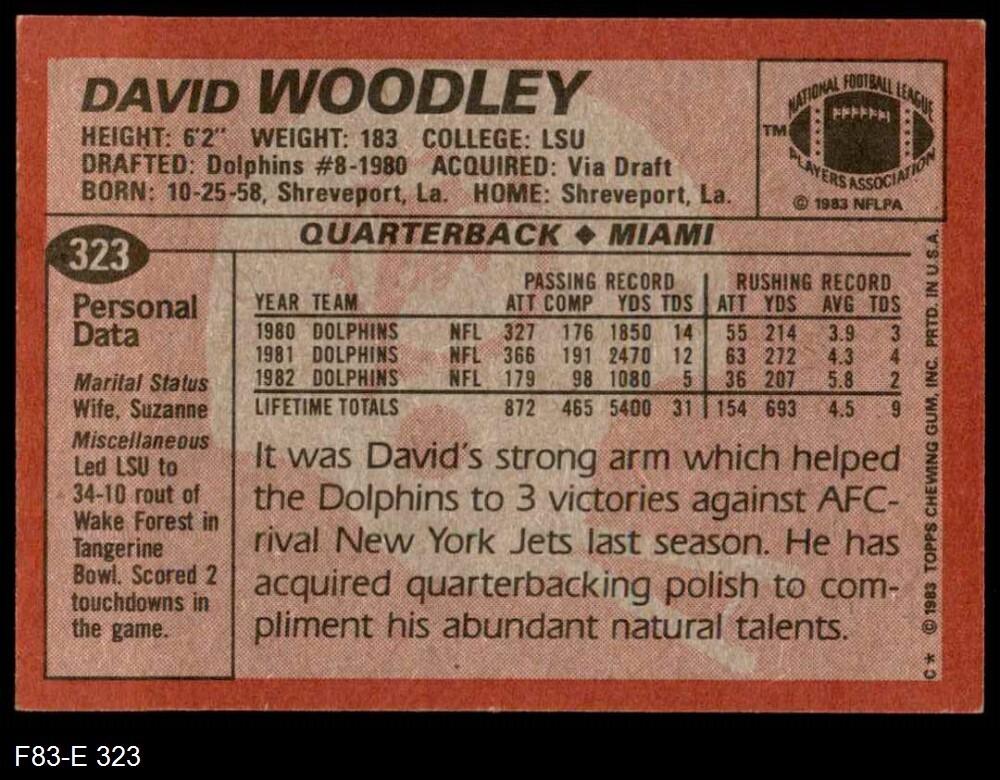 DAVID WOODLEY
HEIGHT: 6'2" WEIGHT: 183 COLLEGE: LSU
DRAFTED: Dolphins #8-1980 ACQUIRED: Via Draft
BORN: 10-25-58, Shreveport, La. HOME: Shreveport, La.
NATIONAL FOOTBALL LEAGUE
TM
PLAYERS ASSOCIATION
© 1983 NFLPA
QUARTERBACK ◆ MIAMI
323
Personal
Data
Marital Status
Wife, Suzanne
Miscellaneous
Led LSU to
34-10 rout of
Wake Forest in
Tangerine
Bowl. Scored 2
touchdowns in
the game.
PASSING RECORD RUSHING RECORD
YEAR TEAM ATT COMP YDS TDS ATT YDS AVG TDS
1980 DOLPHINS NFL 327 176 1850 14 55 214 3.9 3
1981 DOLPHINS NFL 366 191 2470 12 63 272 4.3 4
1982 DOLPHINS NFL 179 98 1080 5 36 207 5.8 2
LIFETIME TOTALS 872 465 5400 31 154 693 4.5 9
It was David's strong arm which helped
the Dolphins to 3 victories against AFC-
rival New York Jets last season. He has
acquired quarterbacking polish to com-
pliment his abundant natural talents.
C* © 1983 TOPPS CHEWING GUM, INC. PRTD. IN U.S.A.
F83-E 323